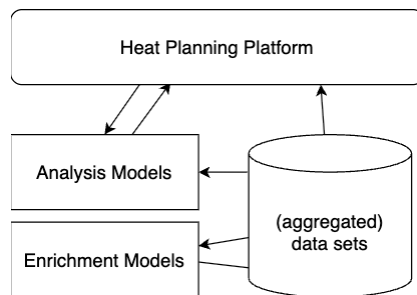 Heat Planning Platform
Analysis Models
(aggregated)
data sets
Enrichment Models